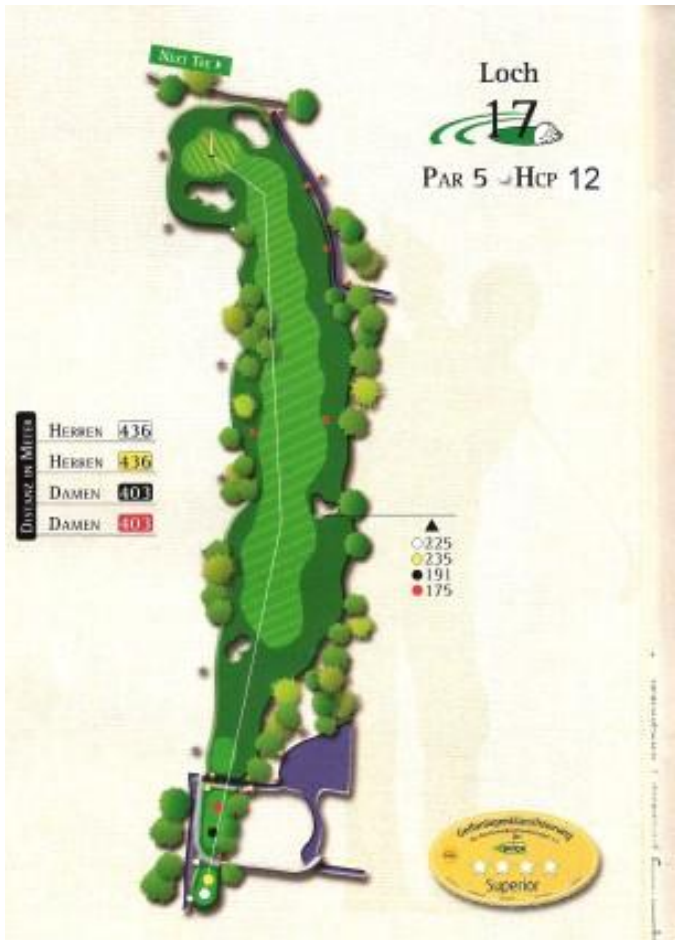 NEXT TEE
Loch
17
PAR 5 HCP 12
DISTANZ IN METER
HERREN 436
HERREN 436
DAMEN 403
DAMEN 403
225
235
191
175
Superior